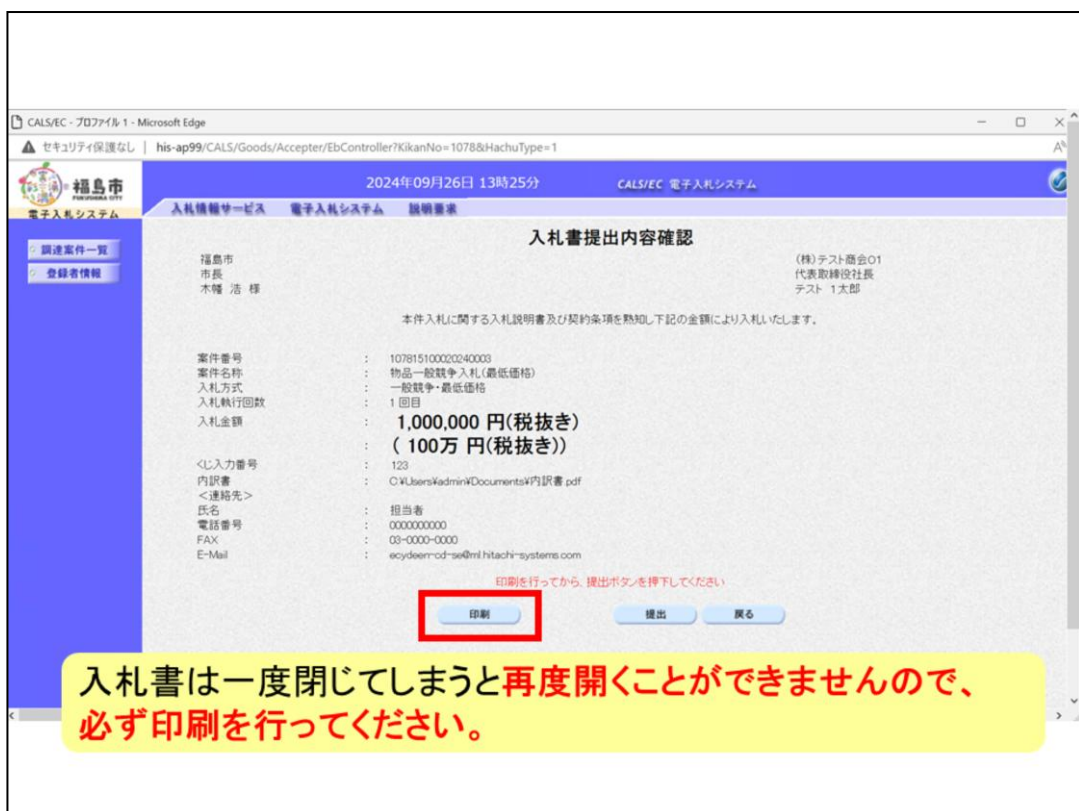 CALS/EC - プロファイル 1 - Microsoft Edge
セキュリティ保護なし | his-ap99/CALS/Goods/Accepter/EbController?KikanNo=1078&HachuType=1
福島市
FUKUSHIMA CITY
電子入札システム
2024年09月26日 13時25分
CALS/EC 電子入札システム
入札情報サービス 電子入札システム 説明要求
調達案件一覧
登録者情報
入札書提出内容確認
福島市
市長
木幡 浩 様
(株)テスト商会01
代表取締役社長
テスト 1太郎
本件入札に関する入札説明書及び契約条項を熟知し下記の金額により入札いたします。
案件番号 : 107815100020240003
案件名称 : 物品一般競争入札(最低価格)
入札方式 : 一般競争・最低価格
入札執行回数 : 1回目
入札金額 : 1,000,000 円(税抜き)
: ( 100万 円(税抜き))
くじ入力番号 : 123
内訳書 : C:¥Users¥admin¥Documents¥内訳書.pdf
<連絡先>
氏名 : 担当者
電話番号 : 0000000000
FAX : 03-0000-0000
E-Mail : ecydeen-cd-se@ml.hitachi-systems.com
印刷を行ってから、提出ボタンを押下してください
印刷 提出 戻る
入札書は一度閉じてしまうと再度開くことができませんので、
必ず印刷を行ってください。